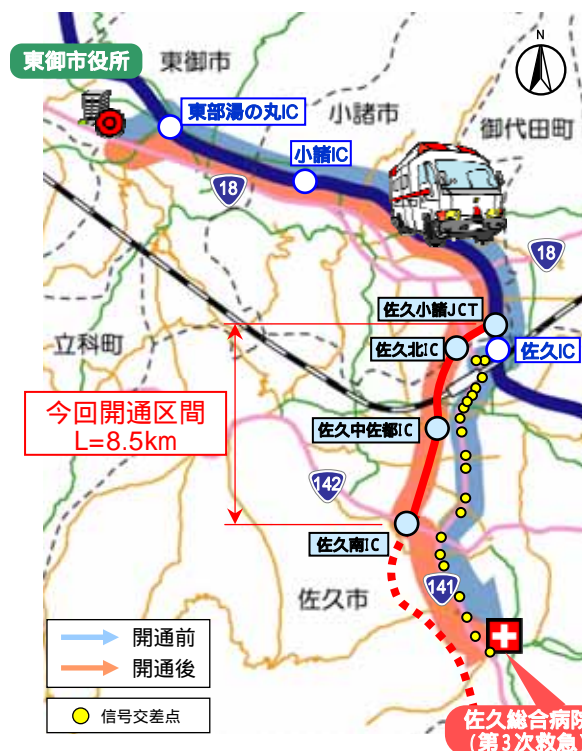 東御市役所
東御市
東部湯の丸IC
小諸市
小諸IC
御代田町
18
18
佐久小諸JCT
佐久北IC
佐久IC
立科町
今回開通区間
L=8.5km
佐久中佐都IC
142
佐久南IC
141
佐久市
開通前
開通後
信号交差点
佐久総合病院
(第3次救急)